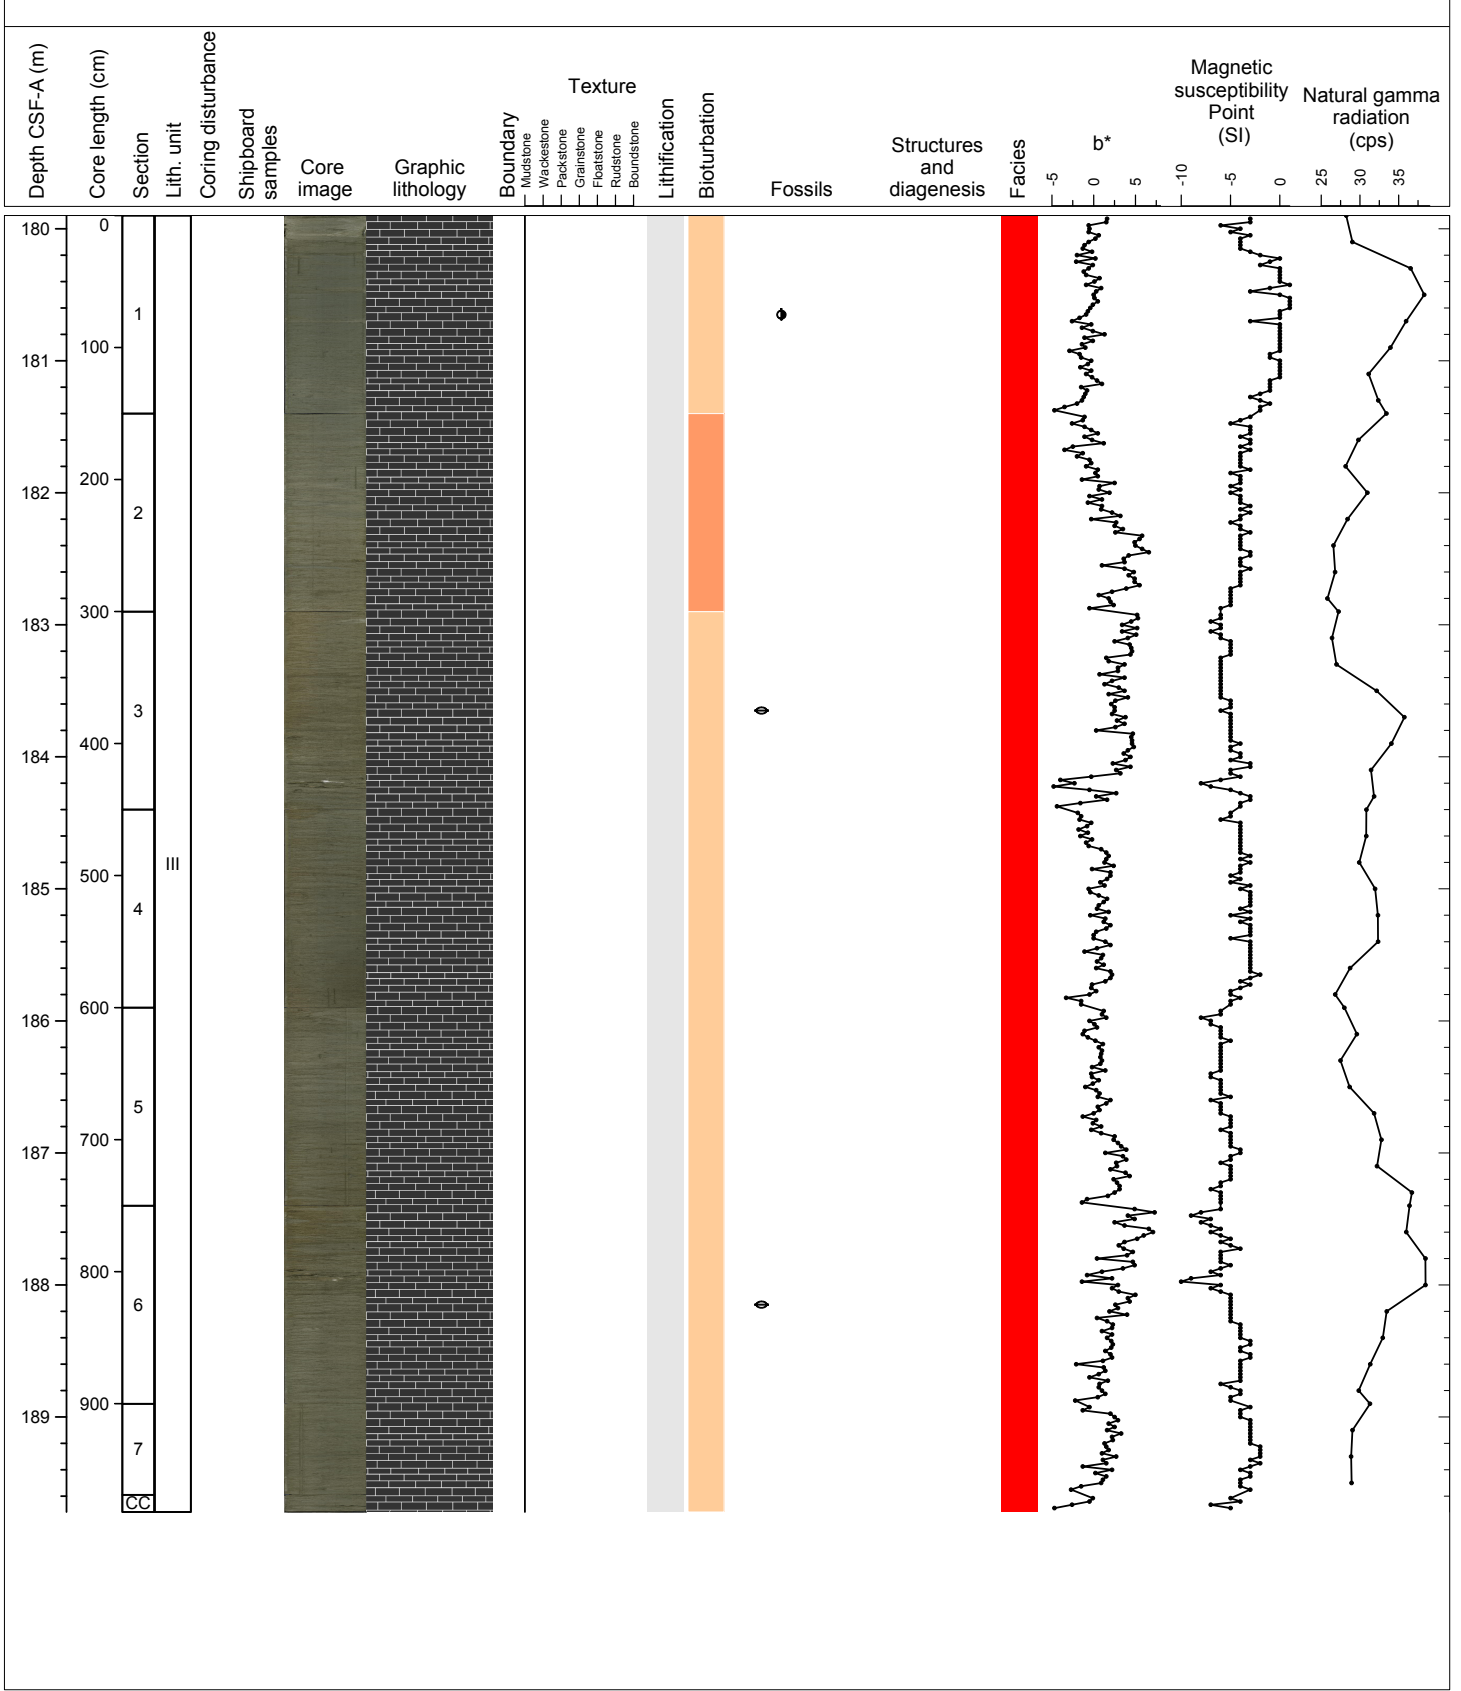 Depth CSF-A (m)
Core length (cm)
Section
Lith. unit
Coring disturbance
Shipboard
samples
Core
image
Graphic
lithology
Boundary
Texture
Mudstone
Wackestone
Packstone
Grainstone
Floatstone
Rudstone
Boundstone
Lithification
Bioturbation
Fossils
Structures
and
diagenesis
Facies
b*
-5 0 5
Magnetic
susceptibility
Point
(SI)
-10 -5 0
Natural gamma
radiation
(cps)
25 30 35
180
181
182
183
184
185
186
187
188
189
0
100
200
300
400
500
600
700
800
900
1
2
3
4
5
6
7
CC
III